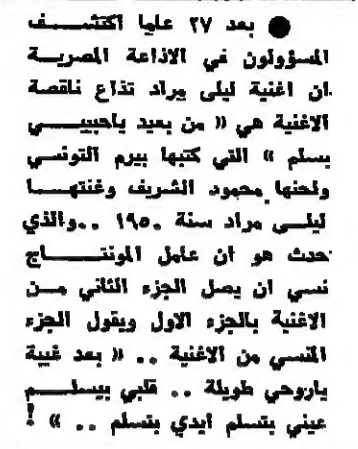 ● بعد ٢٧ عاما اكتشف
المسؤولون في الاذاعة المصرية
ان اغنية ليلى مراد تذاع ناقصة
الاغنية هي « من بعيد ياحبيبي
بسلم » التي كتبها بيرم التونسي
ولحنها محمود الشريف وغنتها
ليلى مراد سنة ١٩٥٠ .. والذي
حدث هو ان عامل المونتاج
نسي ان يصل الجزء الثاني من
الاغنية بالجزء الاول ويقول الجزء
المنسي من الاغنية .. « بعد غيبة
ياروحي طويلة .. قلبي بيسلم
عيني بتسلم ايدي بتسلم .. » !